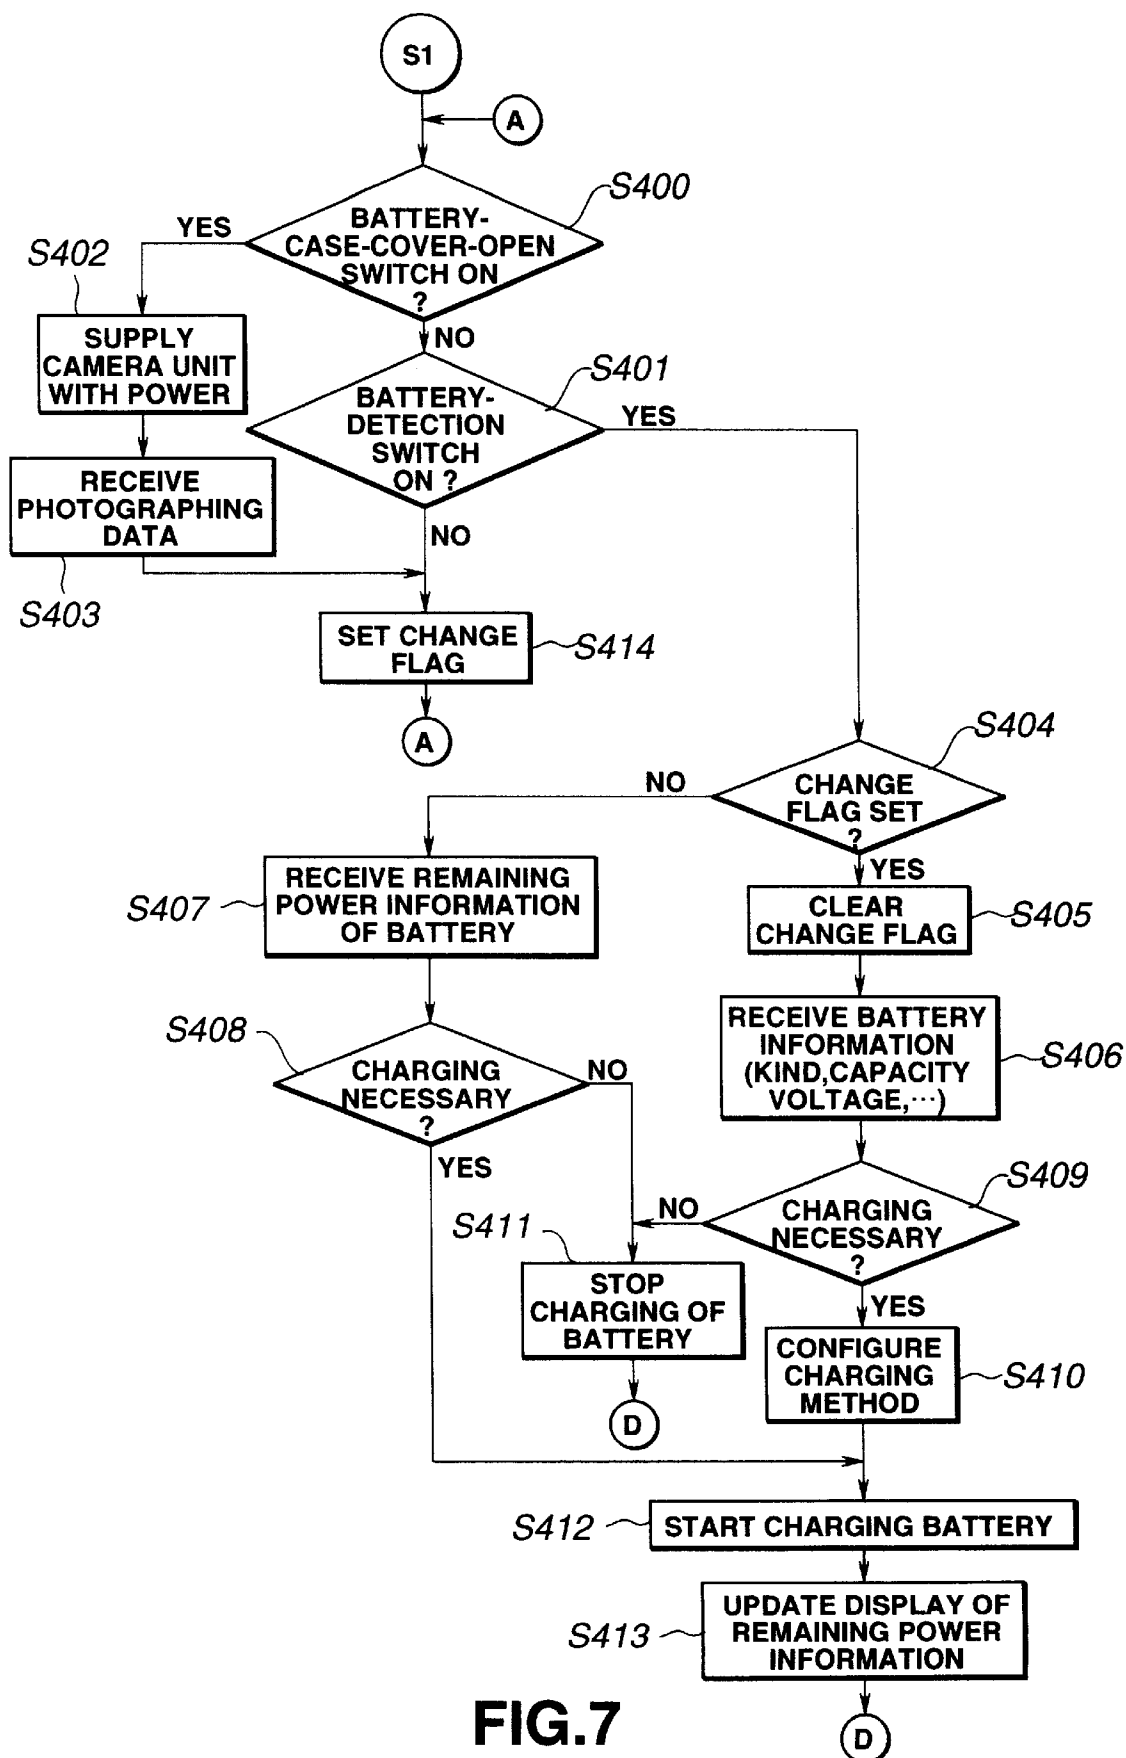 S1
A
S400
YES
BATTERY-
CASE-COVER-OPEN
SWITCH ON
?
S402
NO
SUPPLY
CAMERA UNIT
WITH POWER
S401
BATTERY-
DETECTION
SWITCH
ON ?
YES
RECEIVE
PHOTOGRAPHING
DATA
NO
S403
SET CHANGE
FLAG
S414
A
S404
NO
CHANGE
FLAG SET
?
YES
RECEIVE REMAINING
POWER INFORMATION
OF BATTERY
S407
CLEAR
CHANGE FLAG
S405
RECEIVE BATTERY
INFORMATION
(KIND,CAPACITY
VOLTAGE,···)
S406
S408
CHARGING
NECESSARY
?
NO
YES
S409
NO
CHARGING
NECESSARY
?
YES
S411
STOP
CHARGING OF
BATTERY
CONFIGURE
CHARGING
METHOD
S410
D
S412
START CHARGING BATTERY
UPDATE DISPLAY OF
REMAINING POWER
INFORMATION
S413
FIG.7
D